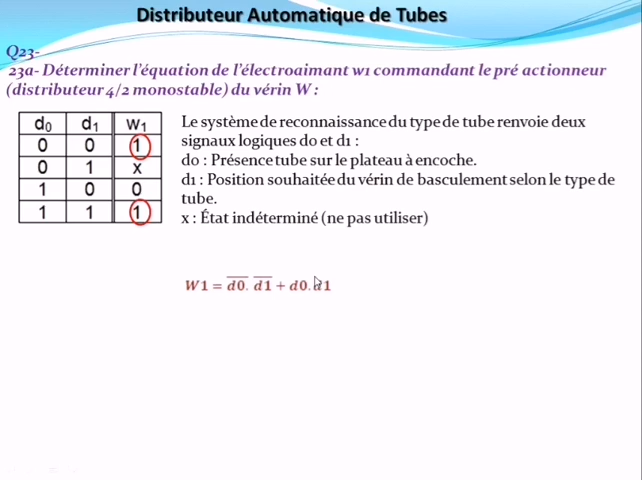 Distributeur Automatique de Tubes
Q23-
23a- Déterminer l'équation de l'électroaimant w1 commandant le pré actionneur
(distributeur 4/2 monostable) du vérin W :
d₀ d₁ w₁
0 0 1
0 1 x
1 0 0
1 1 1
Le système de reconnaissance du type de tube renvoie deux
signaux logiques d0 et d1 :
d0 : Présence tube sur le plateau à encoche.
d1 : Position souhaitée du vérin de basculement selon le type de
tube.
x : État indéterminé (ne pas utiliser)
W1 = d̅0̅. d̅1̅ + d0.d1